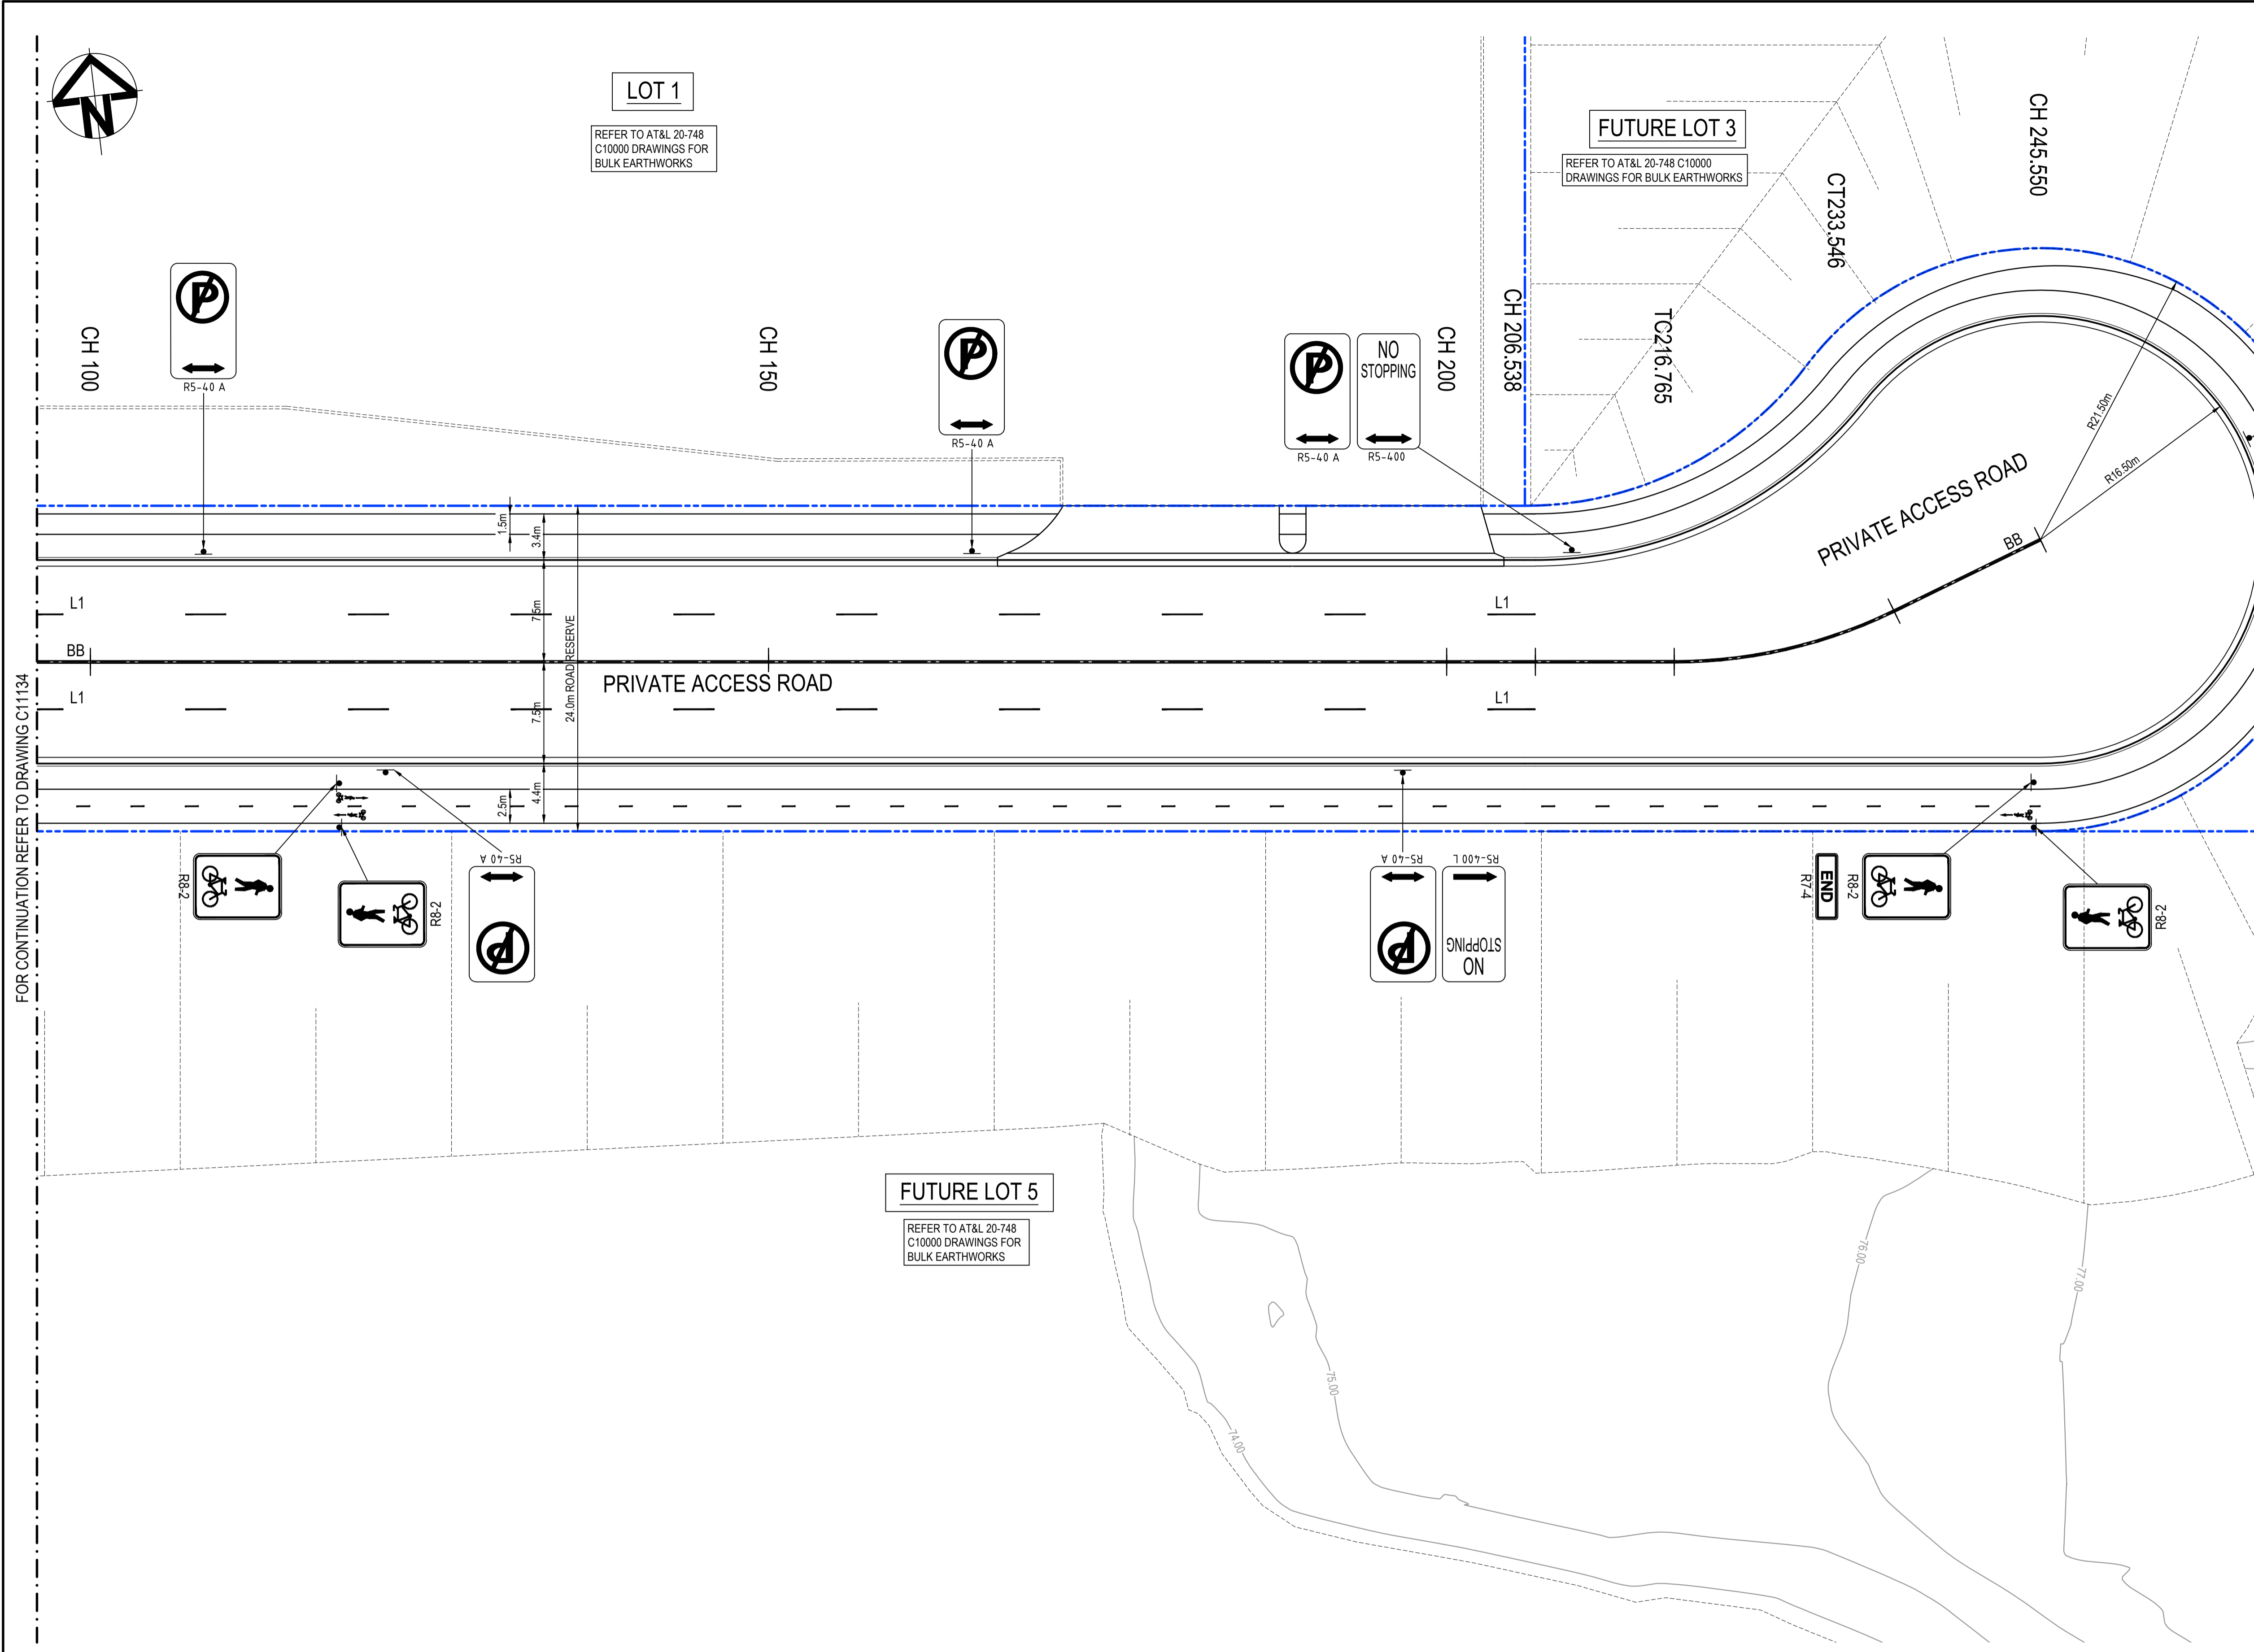 N
LOT 1
REFER TO AT&L 20-748
C10000 DRAWINGS FOR
BULK EARTHWORKS
FUTURE LOT 3
REFER TO AT&L 20-748 C10000
DRAWINGS FOR BULK EARTHWORKS
CH 245.550
CT233.546
CH 100
P
R5-40 A
CH 150
P
R5-40 A
P
R5-40 A
NO
STOPPING
R5-400
CH 200
CH 206.538
TC216.765
R21.50m
R16.50m
PRIVATE ACCESS ROAD
BB
1.5m
3.4m
7.5m
24.0m ROAD RESERVE
L1
L1
BB
PRIVATE ACCESS ROAD
L1
L1
7.5m
2.5m
4.4m
FOR CONTINUATION REFER TO DRAWING C11134
R8-2
R8-2
R5-40 A
P
R5-40 A
P
R5-400 L
NO
STOPPING
END
R7-4
R8-2
R8-2
FUTURE LOT 5
REFER TO AT&L 20-748
C10000 DRAWINGS FOR
BULK EARTHWORKS
74.00
75.00
76.00
77.00